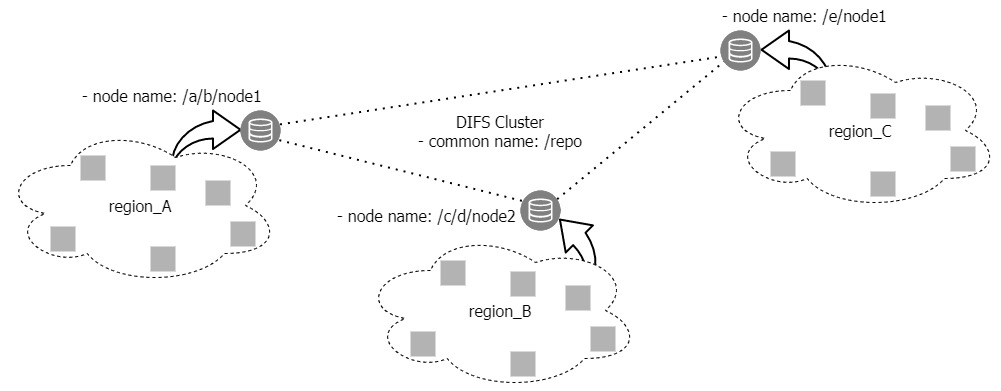 - node name: /e/node1
- node name: /a/b/node1
DIFS Cluster
- common name: /repo
region_C
region_A
- node name: /c/d/node2
region_B